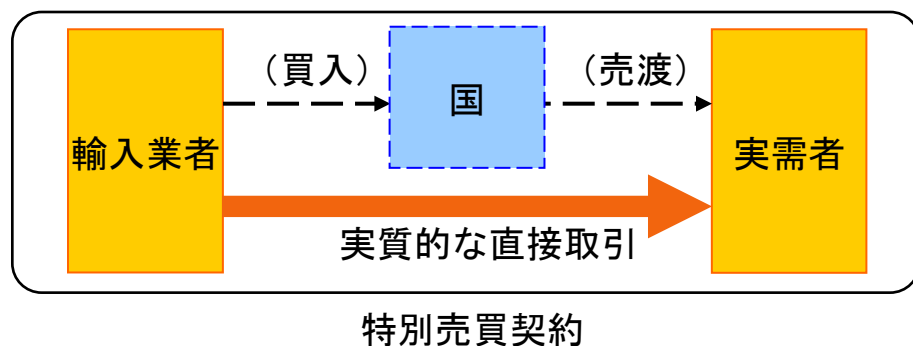 （買入）
国
（売渡）
輸入業者
実需者
実質的な直接取引
特別売買契約